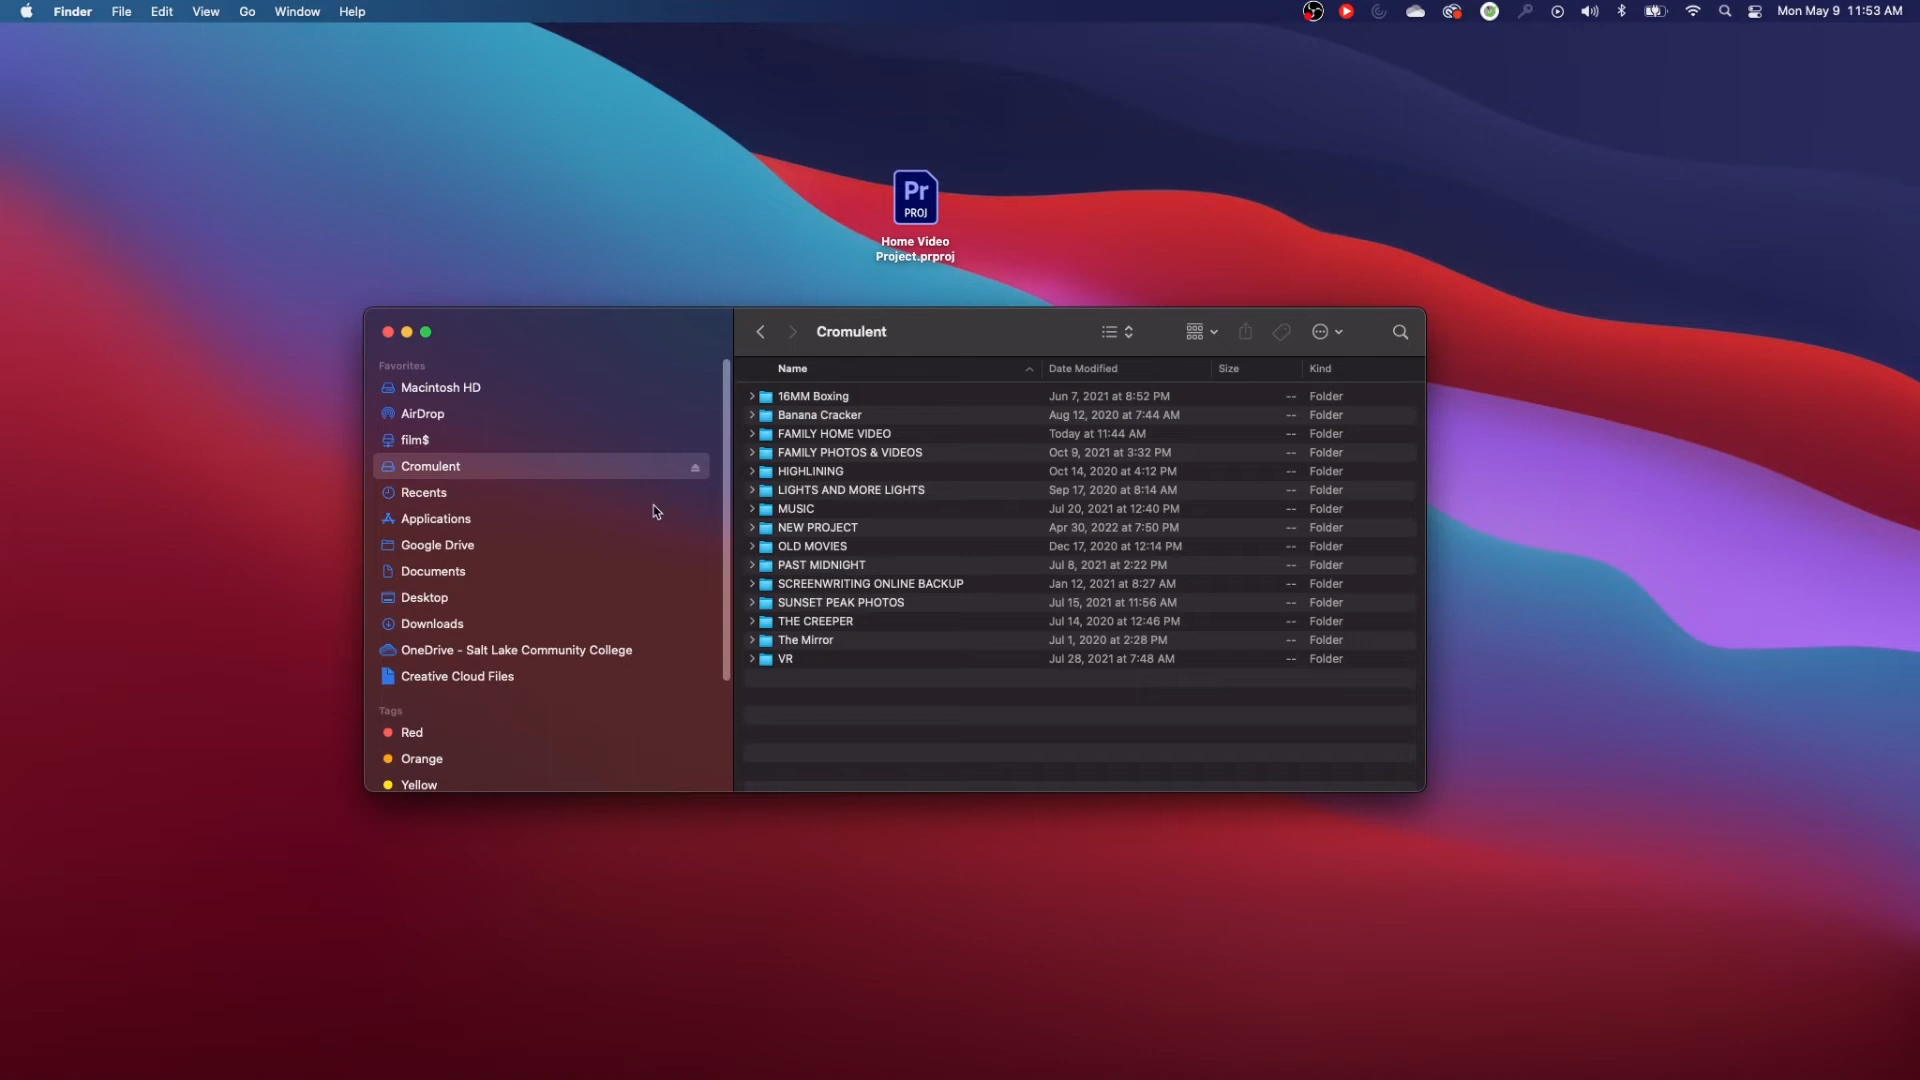 Finder File Edit View Go Window Help Mon May 9 11:53 AM
Pr
PROJ
Home Video
Project.prproj
Cromulent
Favorites
Macintosh HD
AirDrop
film$
Cromulent
Recents
Applications
Google Drive
Documents
Desktop
Downloads
OneDrive - Salt Lake Community College
Creative Cloud Files
Tags
Red
Orange
Yellow
Name Date Modified Size Kind
16MM Boxing Jun 7, 2021 at 8:52 PM -- Folder
Banana Cracker Aug 12, 2020 at 7:44 AM -- Folder
FAMILY HOME VIDEO Today at 11:44 AM -- Folder
FAMILY PHOTOS & VIDEOS Oct 9, 2021 at 3:32 PM -- Folder
HIGHLINING Oct 14, 2020 at 4:12 PM -- Folder
LIGHTS AND MORE LIGHTS Sep 17, 2020 at 8:14 AM -- Folder
MUSIC Jul 20, 2021 at 12:40 PM -- Folder
NEW PROJECT Apr 30, 2022 at 7:50 PM -- Folder
OLD MOVIES Dec 17, 2020 at 12:14 PM -- Folder
PAST MIDNIGHT Jul 8, 2021 at 2:22 PM -- Folder
SCREENWRITING ONLINE BACKUP Jan 12, 2021 at 8:27 AM -- Folder
SUNSET PEAK PHOTOS Jul 15, 2021 at 11:56 AM -- Folder
THE CREEPER Jul 14, 2020 at 12:46 PM -- Folder
The Mirror Jul 1, 2020 at 2:28 PM -- Folder
VR Jul 28, 2021 at 7:48 AM -- Folder